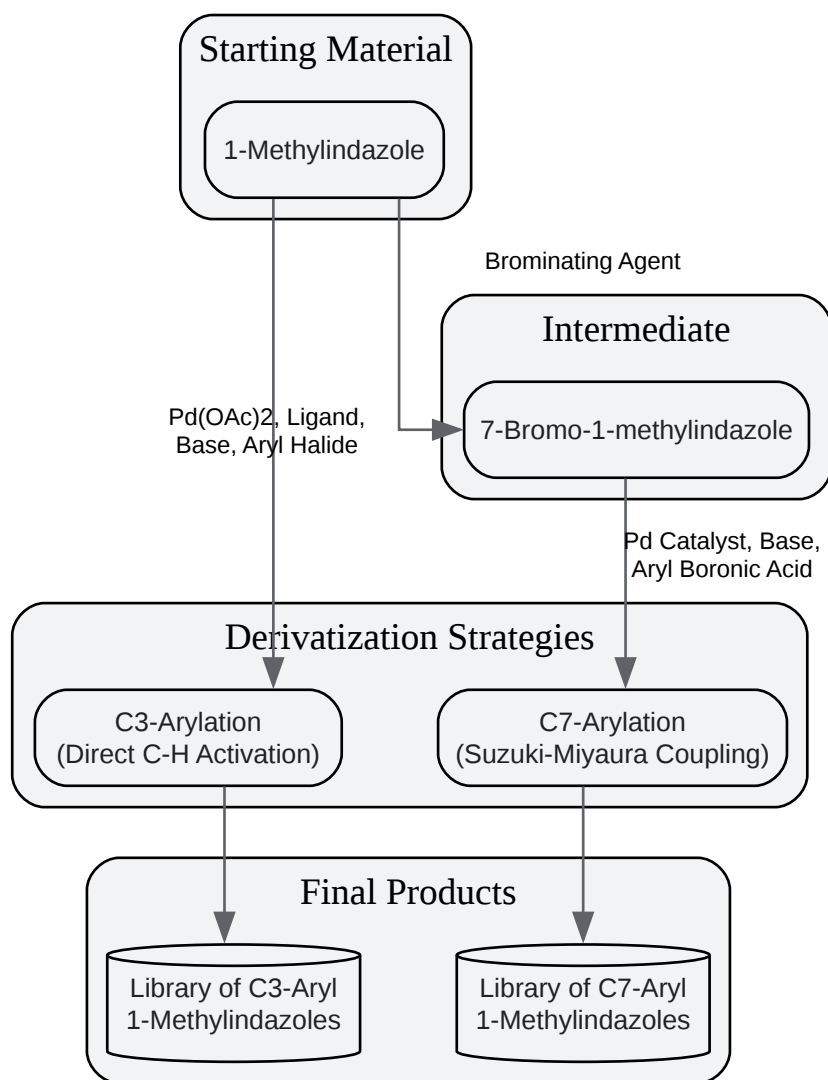 Starting Material
1-Methylindazole
Brominating Agent
Intermediate
7-Bromo-1-methylindazole
Pd(OAc)2, Ligand,
Base, Aryl Halide
Pd Catalyst, Base,
Aryl Boronic Acid
Derivatization Strategies
C3-Arylation
(Direct C-H Activation)
C7-Arylation
(Suzuki-Miyaura Coupling)
Final Products
Library of C3-Aryl
1-Methylindazoles
Library of C7-Aryl
1-Methylindazoles